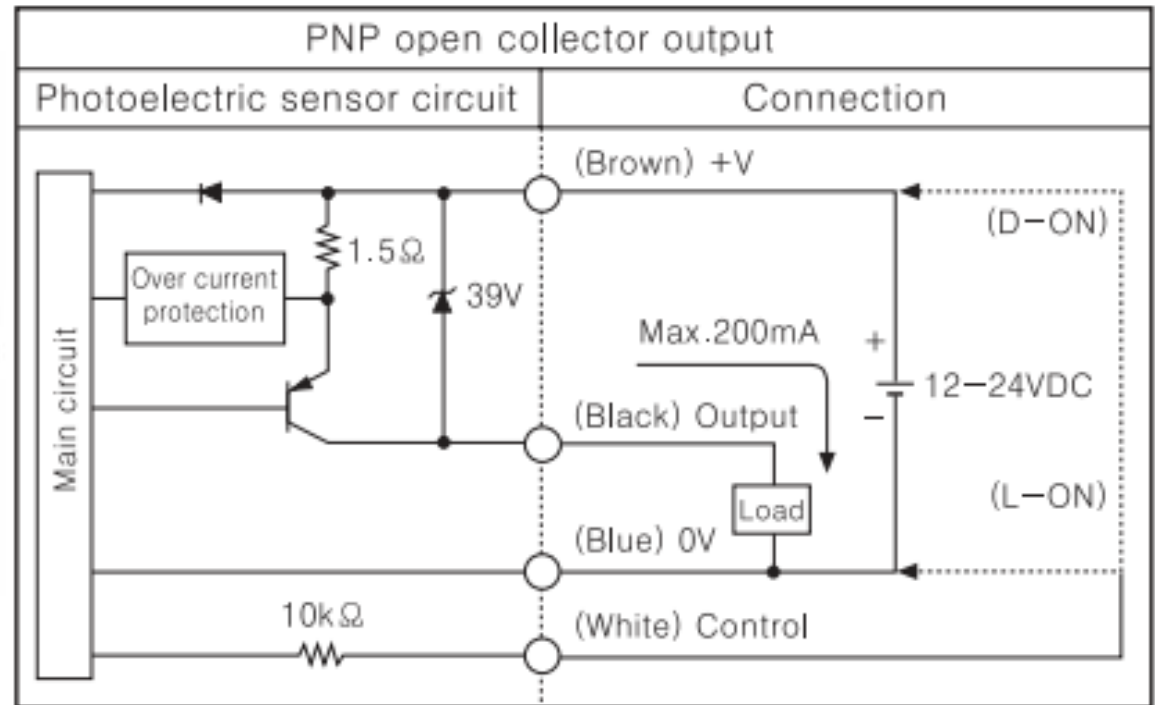 PNP open collector output
Photoelectric sensor circuit
Connection
(Brown) +V
(D-ON)
1.5Ω
Over current
protection
39V
Max.200mA
+
12-24VDC
-
Main circuit
(Black) Output
(L-ON)
Load
(Blue) 0V
10kΩ
(White) Control